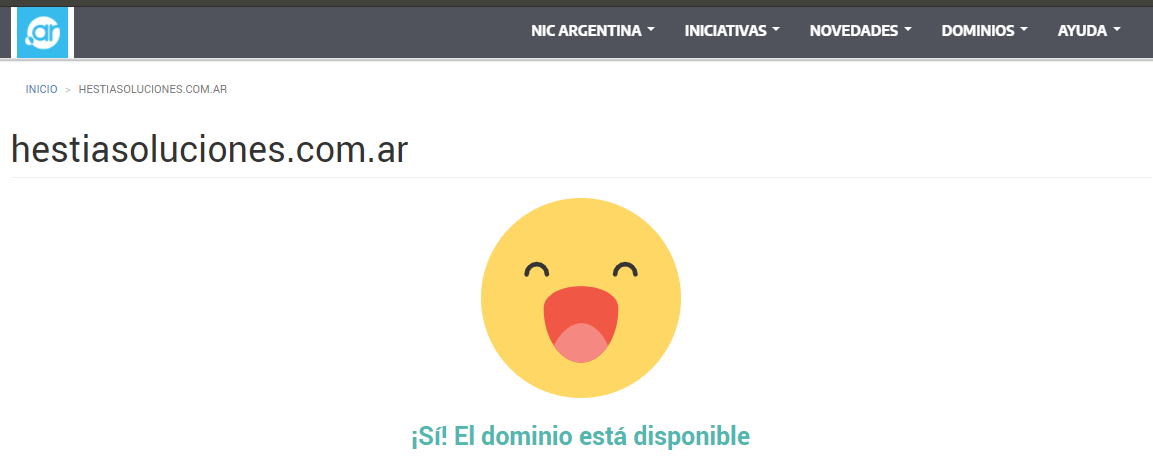 .ar
NIC ARGENTINA INICIATIVAS NOVEDADES DOMINIOS AYUDA
INICIO > HESTIASOLUCIONES.COM.AR
hestiasoluciones.com.ar
¡Sí! El dominio está disponible